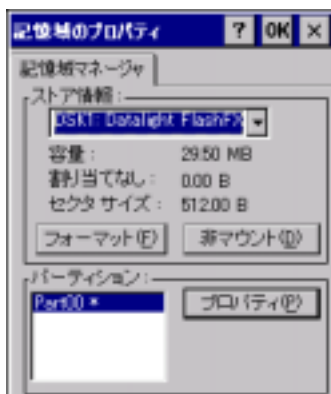 記憶域のプロパティ ? OK ×
記憶域マネージャ
ストア情報:
DSK1: Datalight FlashFX
容量: 29.50 MB
割り当てなし: 0.00 B
セクタ サイズ: 512.00 B
フォーマット(F) 非マウント(D)
パーティション:
Part00 * プロパティ(P)